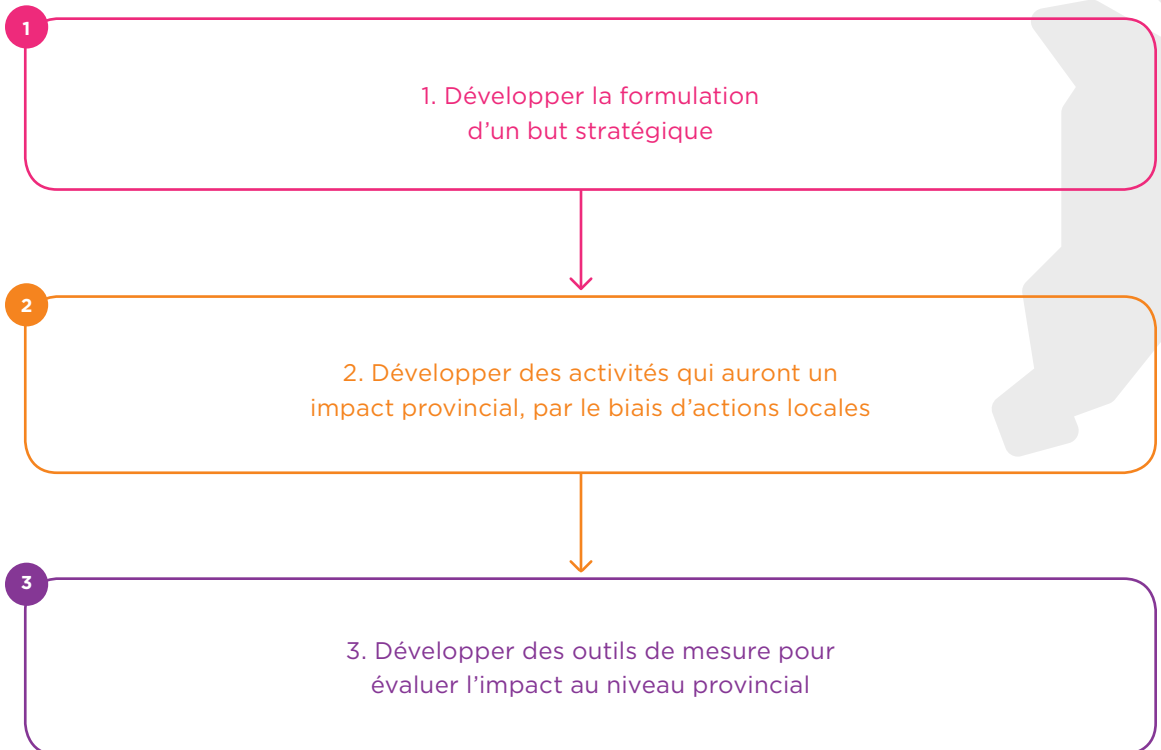 1
1. Développer la formulation
d’un but stratégique
2
2. Développer des activités qui auront un
impact provincial, par le biais d’actions locales
3
3. Développer des outils de mesure pour
évaluer l’impact au niveau provincial